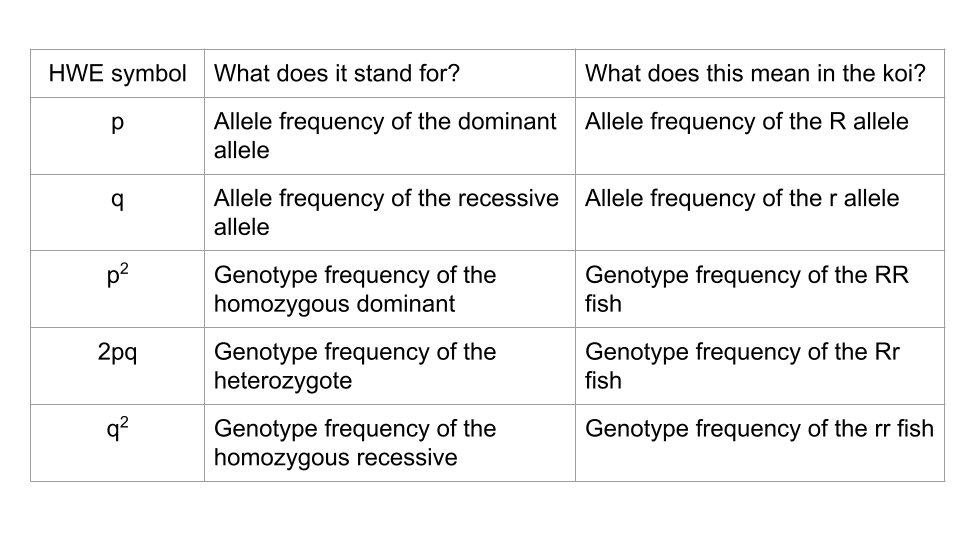 HWE symbol
What does it stand for?
What does this mean in the koi?
p
Allele frequency of the dominant
allele
Allele frequency of the R allele
q
Allele frequency of the recessive
allele
Allele frequency of the r allele
p²
Genotype frequency of the
homozygous dominant
Genotype frequency of the RR
fish
2pq
Genotype frequency of the
heterozygote
Genotype frequency of the Rr
fish
q²
Genotype frequency of the
homozygous recessive
Genotype frequency of the rr fish